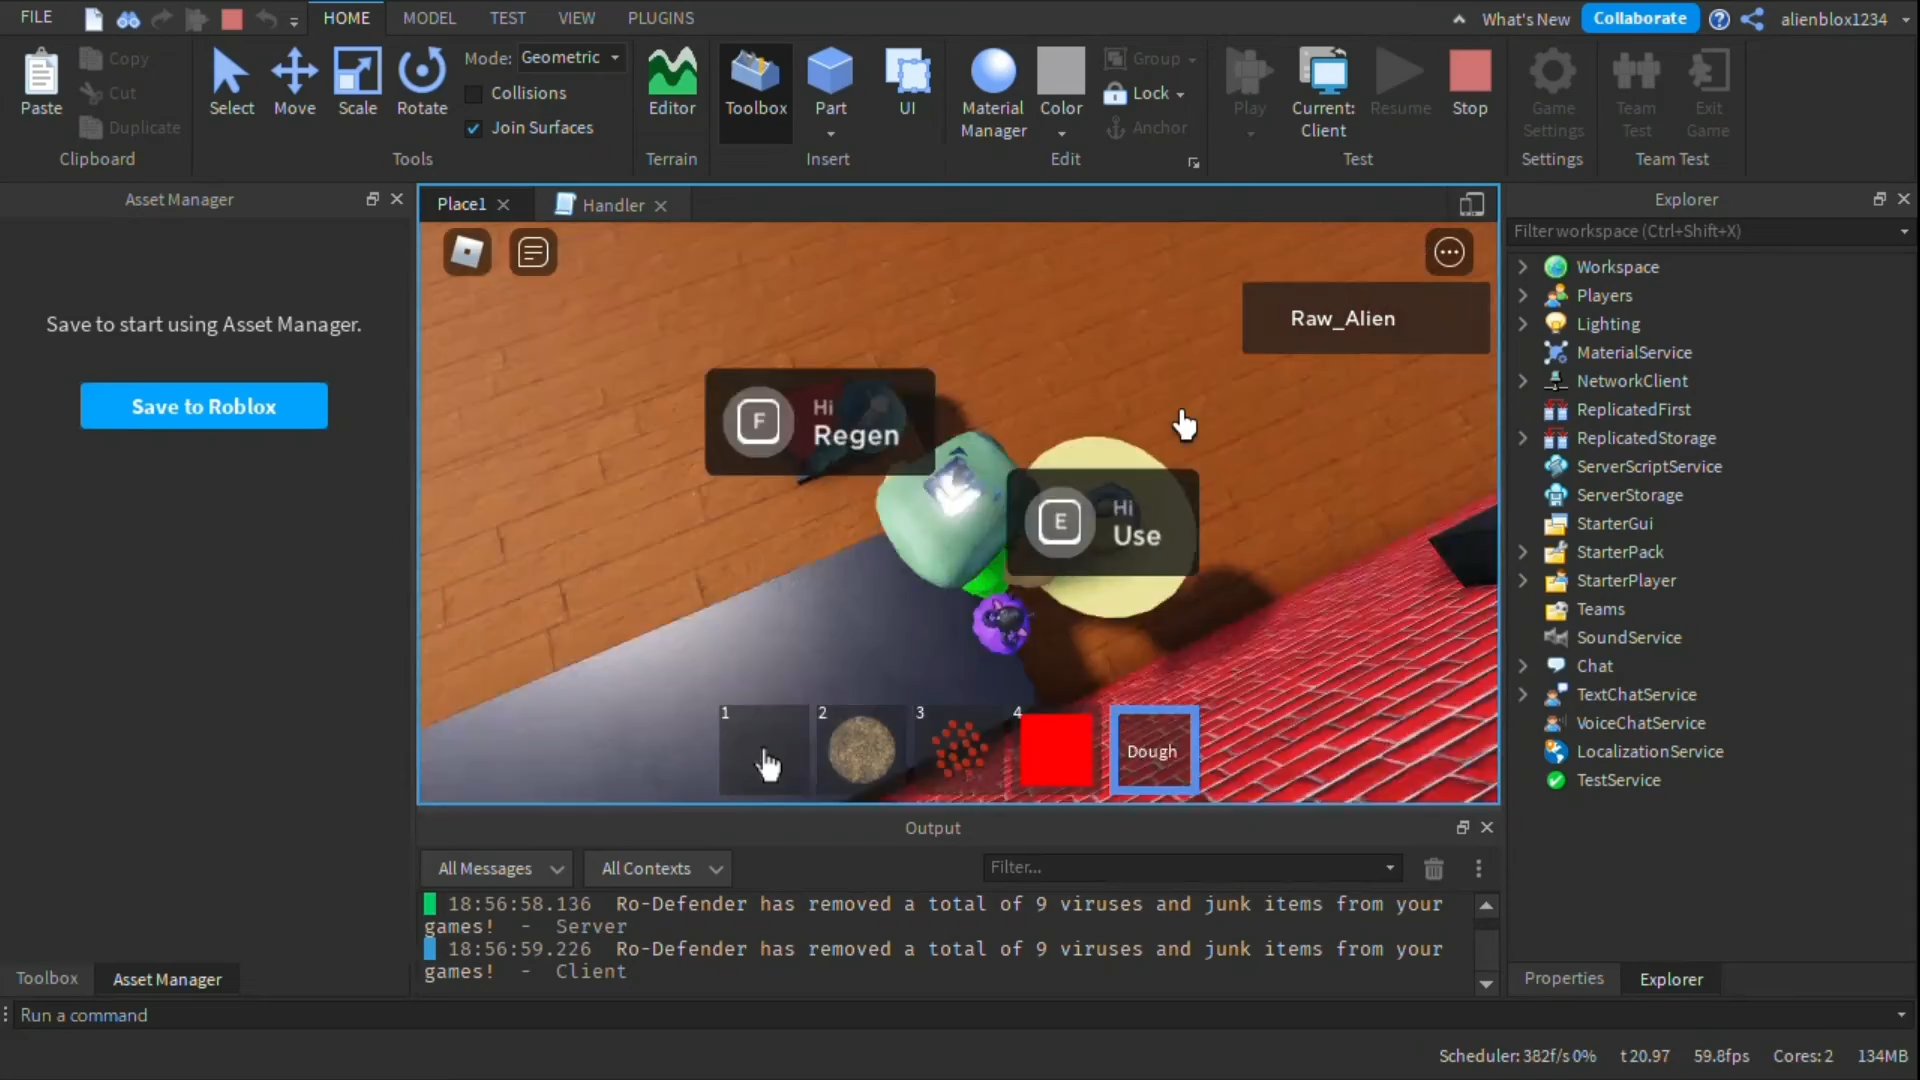 FILE
HOME
MODEL
TEST
VIEW
PLUGINS
What's New
Collaborate
alienblox1234
Paste
Copy
Cut
Duplicate
Clipboard
Select
Move
Scale
Rotate
Mode: Geometric
Collisions
Join Surfaces
Tools
Editor
Terrain
Toolbox
Part
UI
Insert
Material
Manager
Color
Group
Lock
Anchor
Edit
Play
Current:
Client
Resume
Stop
Test
Game
Settings
Settings
Team
Test
Exit
Game
Team Test
Asset Manager
Save to start using Asset Manager.
Save to Roblox
Toolbox
Asset Manager
Place1
Handler
Raw_Alien
F
Hi
Regen
E
Hi
Use
1
2
3
4
Dough
Output
All Messages
All Contexts
Filter...
18:56:58.136 Ro-Defender has removed a total of 9 viruses and junk items from your
games! - Server
18:56:59.226 Ro-Defender has removed a total of 9 viruses and junk items from your
games! - Client
Explorer
Filter workspace (Ctrl+Shift+X)
Workspace
Players
Lighting
MaterialService
NetworkClient
ReplicatedFirst
ReplicatedStorage
ServerScriptService
ServerStorage
StarterGui
StarterPack
StarterPlayer
Teams
SoundService
Chat
TextChatService
VoiceChatService
LocalizationService
TestService
Properties
Explorer
Run a command
Scheduler: 382f/s 0%
t 20.97
59.8fps
Cores: 2
134MB